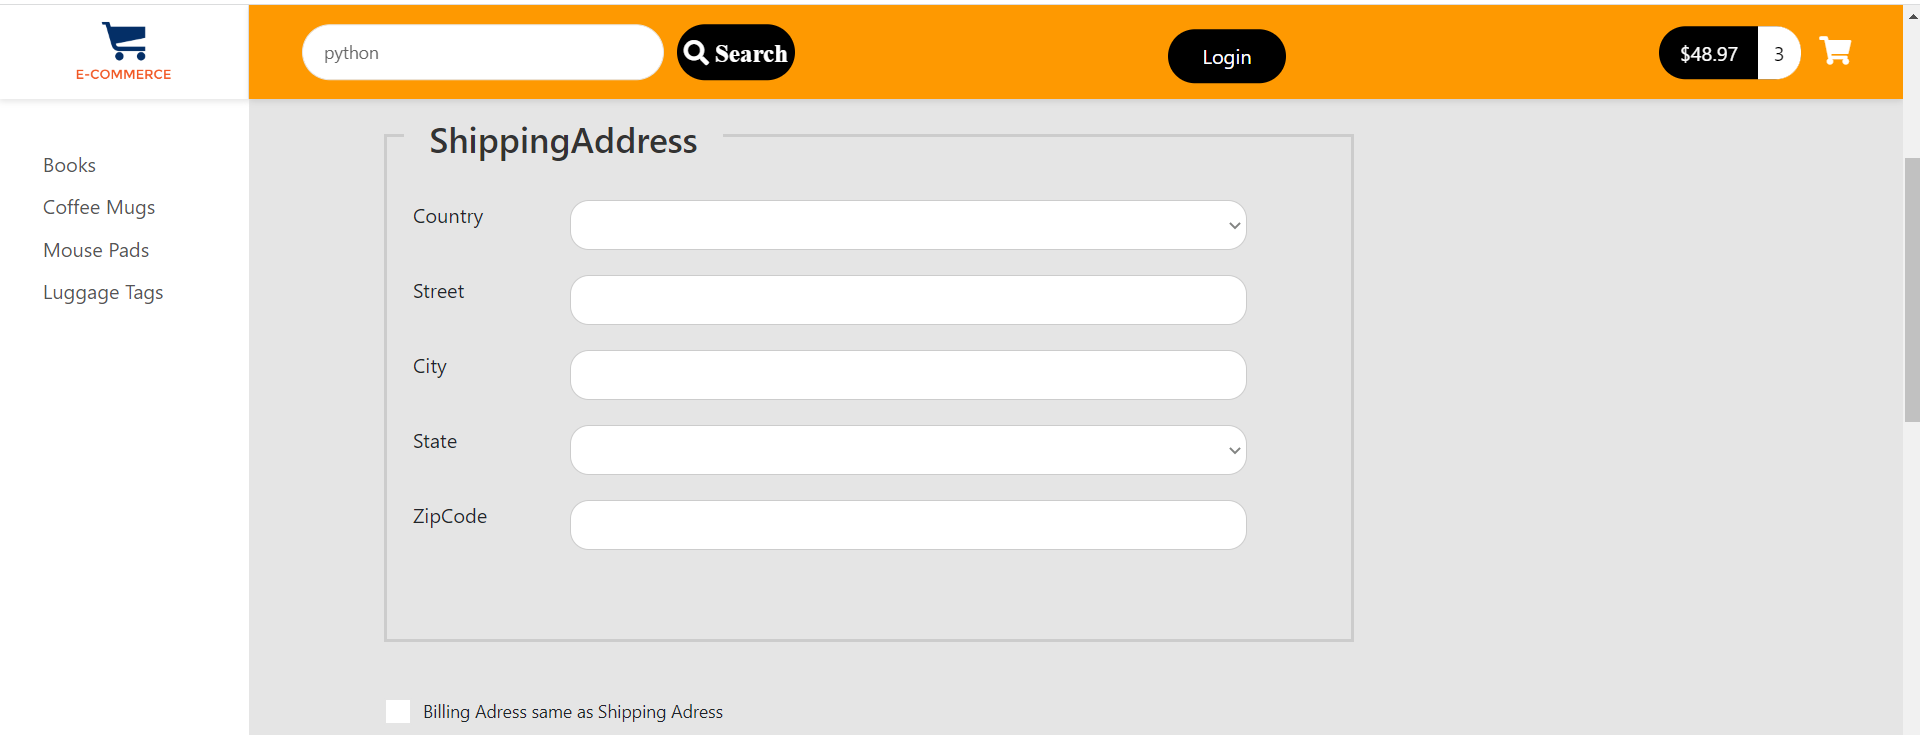 E-COMMERCE
python
Search
Login
$48.97
3
Books
Coffee Mugs
Mouse Pads
Luggage Tags
ShippingAddress
Country
Street
City
State
ZipCode
Billing Adress same as Shipping Adress